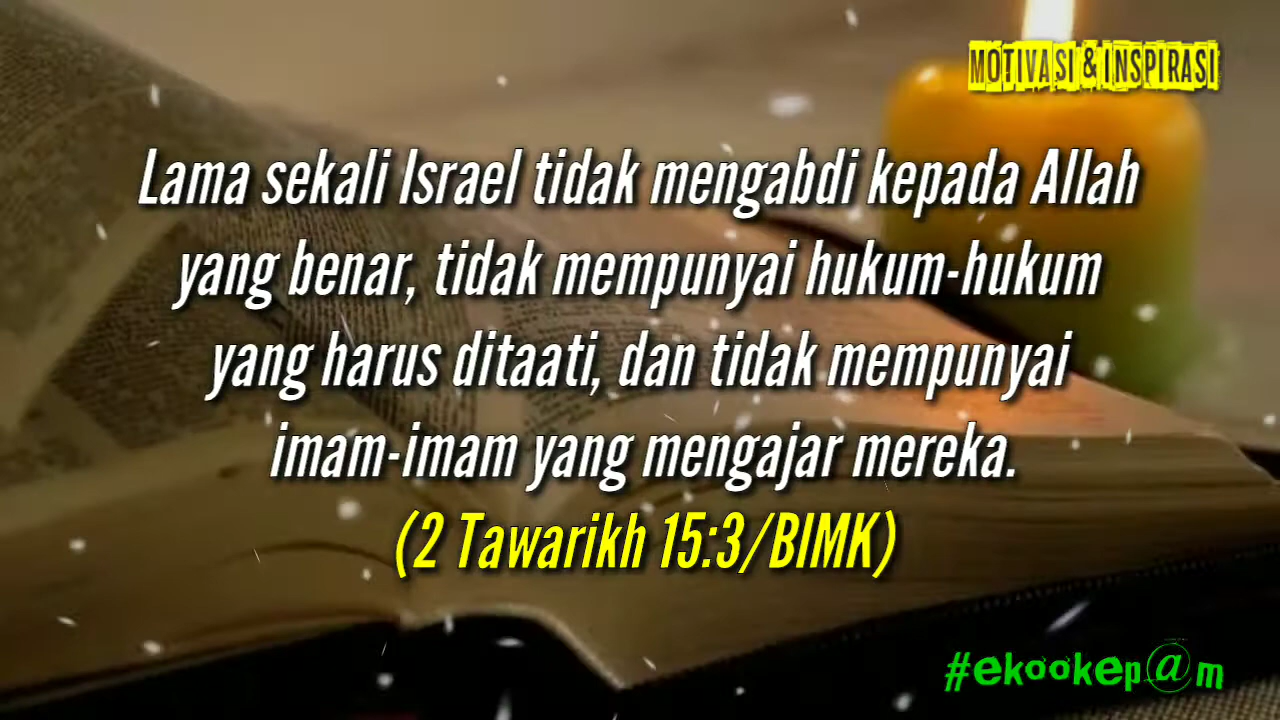 MOTIVASI & INSPIRASI
Lama sekali Israel tidak mengabdi kepada Allah
yang benar, tidak mempunyai hukum-hukum
yang harus ditaati, dan tidak mempunyai
imam-imam yang mengajar mereka.
(2 Tawarikh 15:3/BIMK)
#ekookep@m